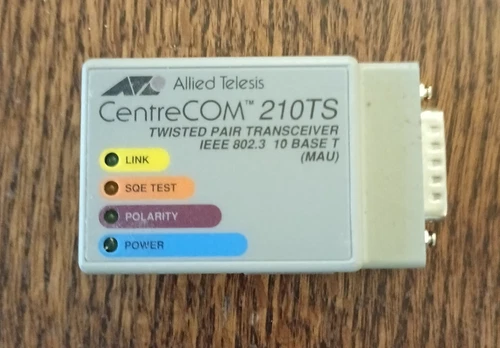 Allied Telesis
CentreCOM™ 210TS
TWISTED PAIR TRANSCEIVER
IEEE 802.3 10 BASE T
(MAU)
LINK
SQE TEST
POLARITY
POWER